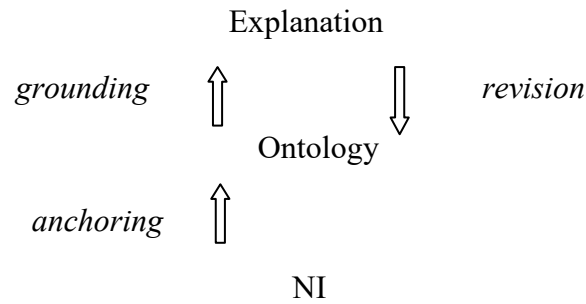 Explanation
grounding revision
Ontology
anchoring
NI